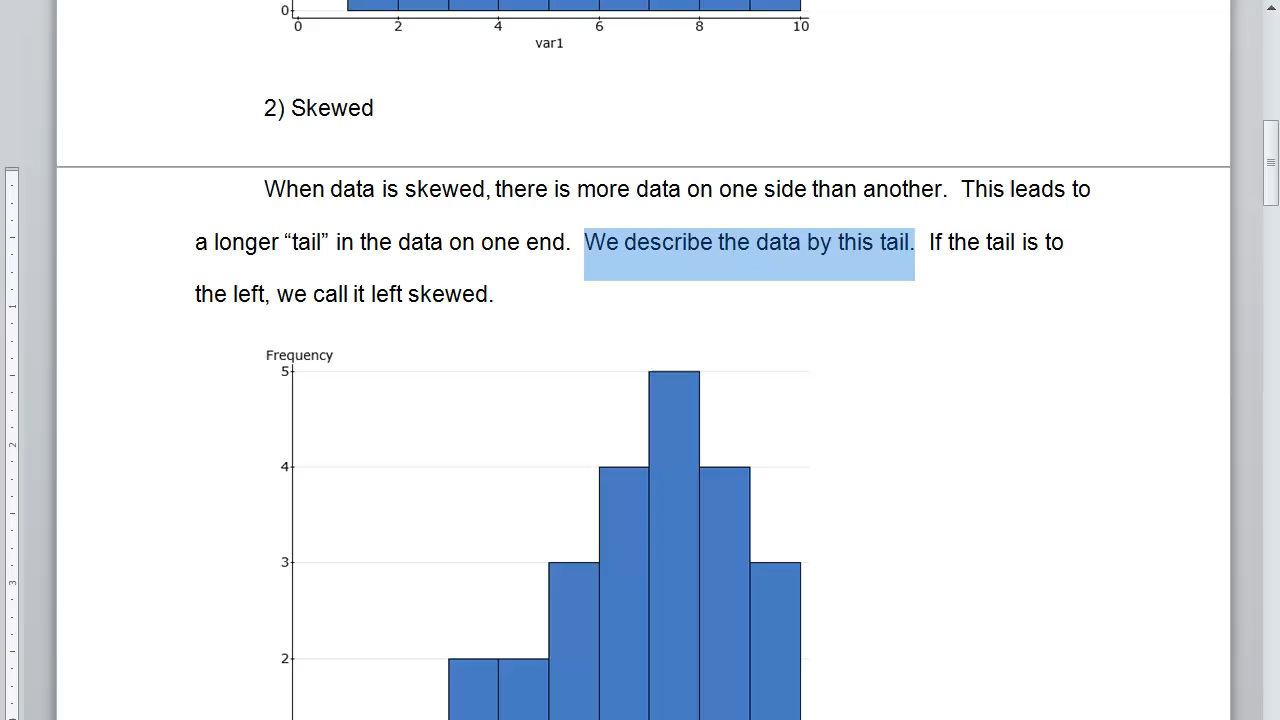 0
0 2 4 6 8 10
var1
2) Skewed
When data is skewed, there is more data on one side than another.  This leads to
a longer “tail” in the data on one end.  We describe the data by this tail.  If the tail is to
the left, we call it left skewed.
Frequency
5
4
3
2
1
2
3